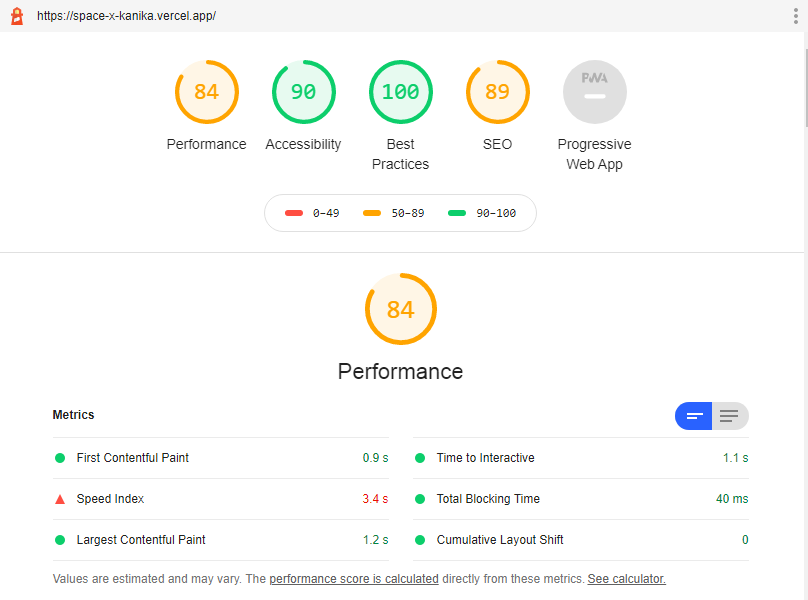 https://space-x-kanika.vercel.app/
84 90 100 89 PWA
Performance Accessibility Best Practices SEO Progressive Web App
0–49 50–89 90–100
84
Performance
Metrics
First Contentful Paint 0.9 s
Time to Interactive 1.1 s
Speed Index 3.4 s
Total Blocking Time 40 ms
Largest Contentful Paint 1.2 s
Cumulative Layout Shift 0
Values are estimated and may vary. The performance score is calculated directly from these metrics. See calculator.